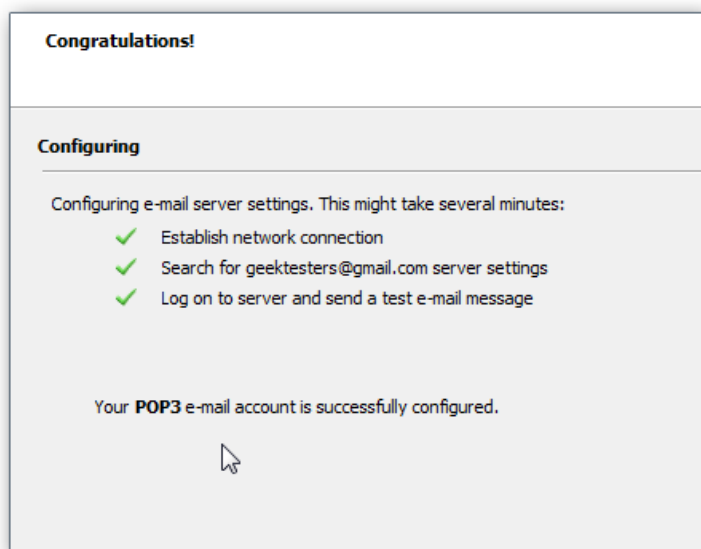 Congratulations!
Configuring
Configuring e-mail server settings. This might take several minutes:
Establish network connection
Search for geektesters@gmail.com server settings
Log on to server and send a test e-mail message
Your POP3 e-mail account is successfully configured.